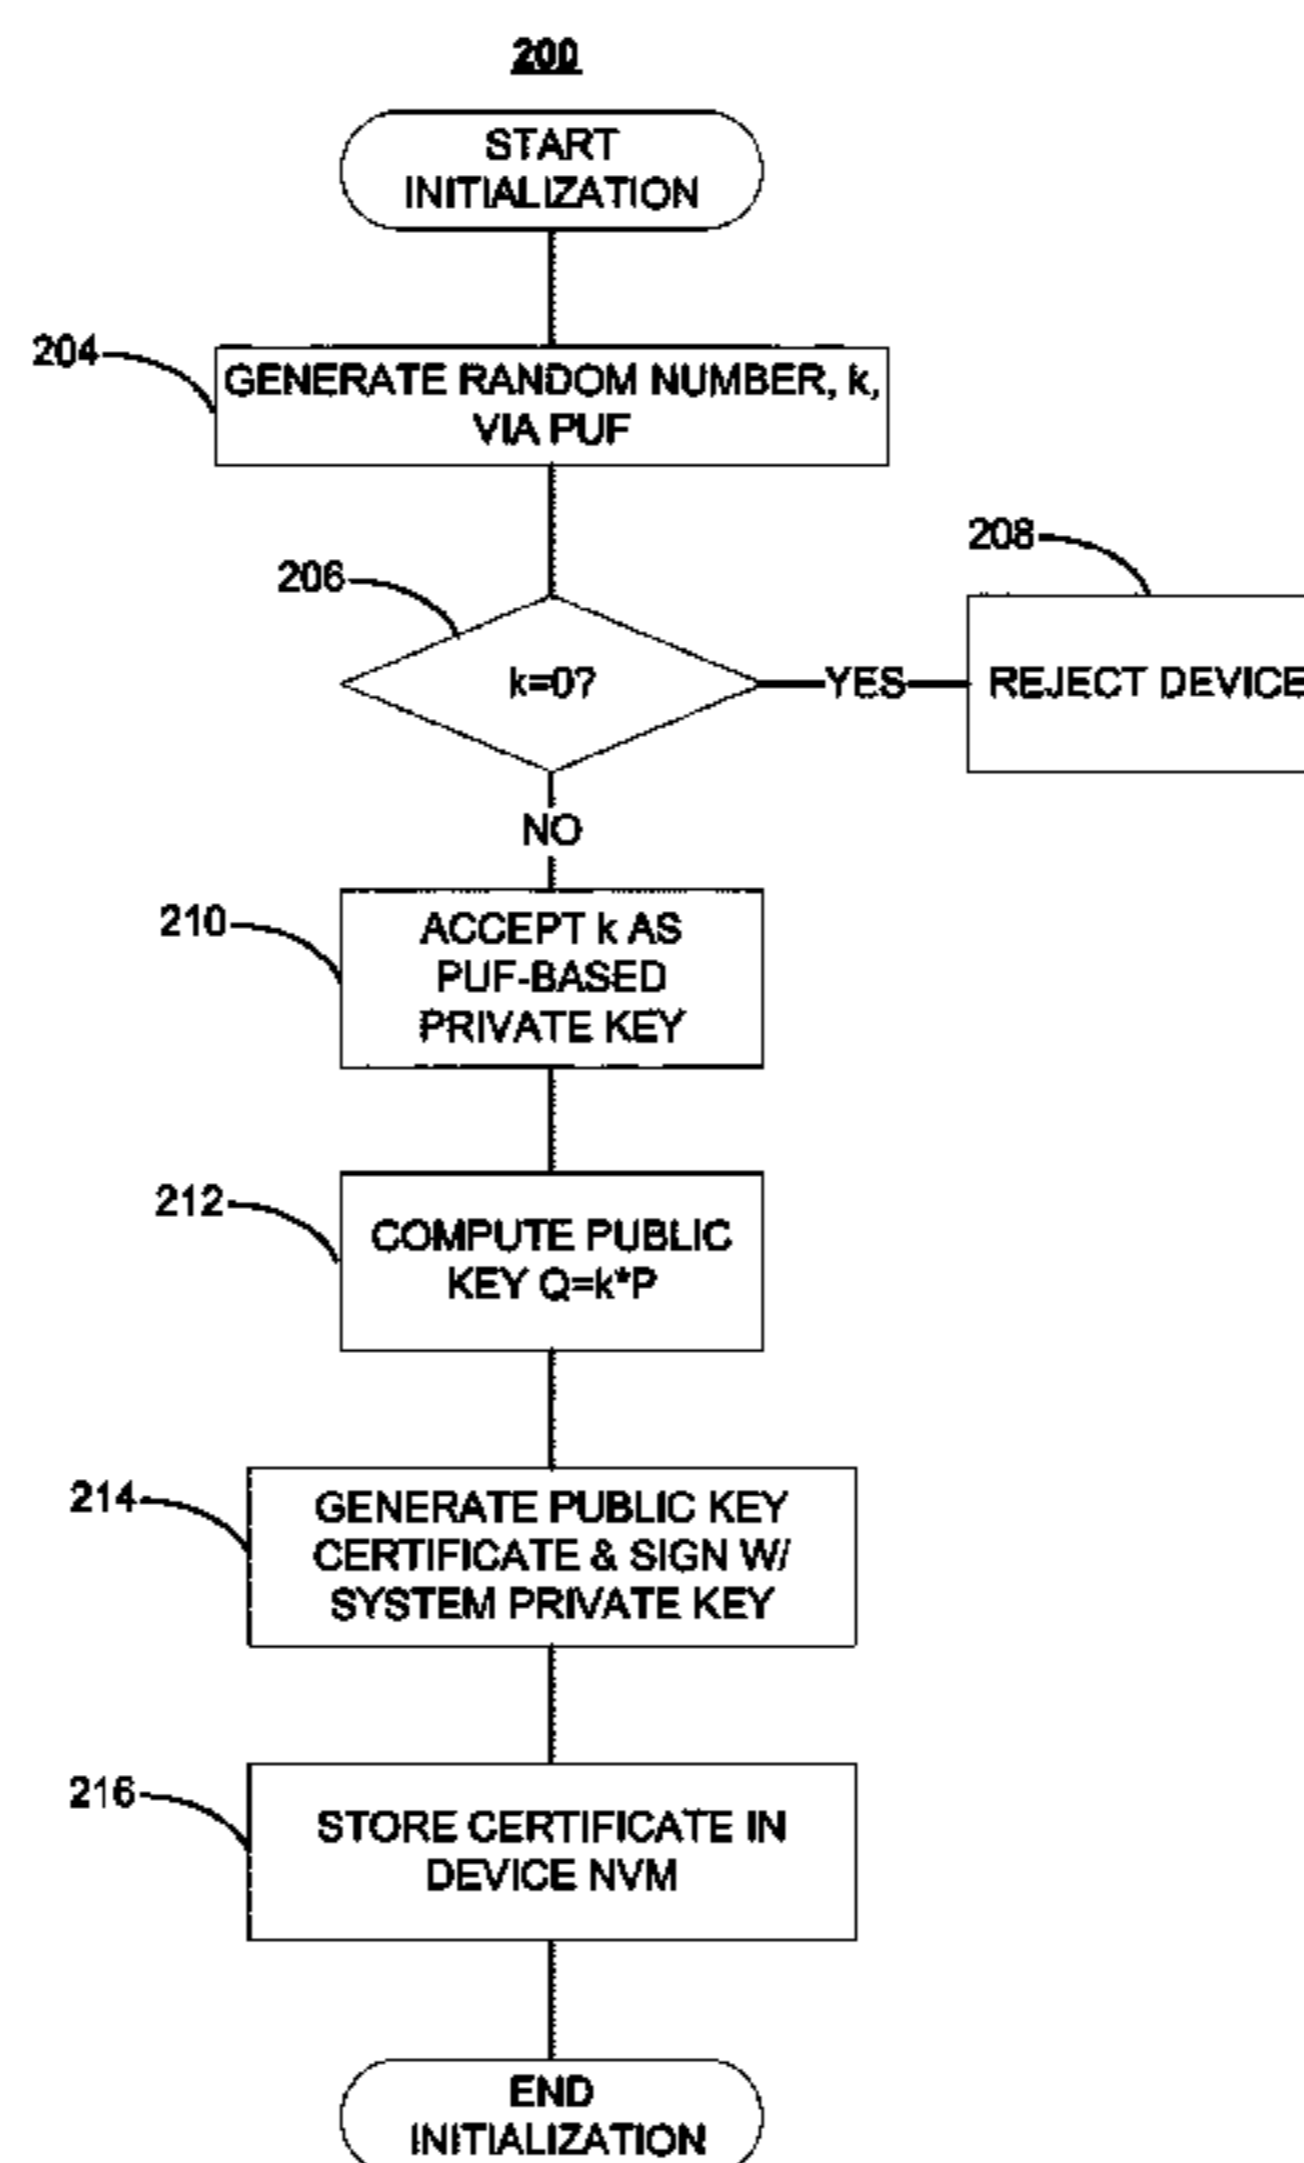 200
START
INITIALIZATION
204
GENERATE RANDOM NUMBER, k,
VIA PUF
206
k=0?
YES
208
REJECT DEVICE
NO
210
ACCEPT k AS
PUF-BASED
PRIVATE KEY
212
COMPUTE PUBLIC
KEY Q=k*P
214
GENERATE PUBLIC KEY
CERTIFICATE & SIGN W/
SYSTEM PRIVATE KEY
216
STORE CERTIFICATE IN
DEVICE NVM
END
INITIALIZATION